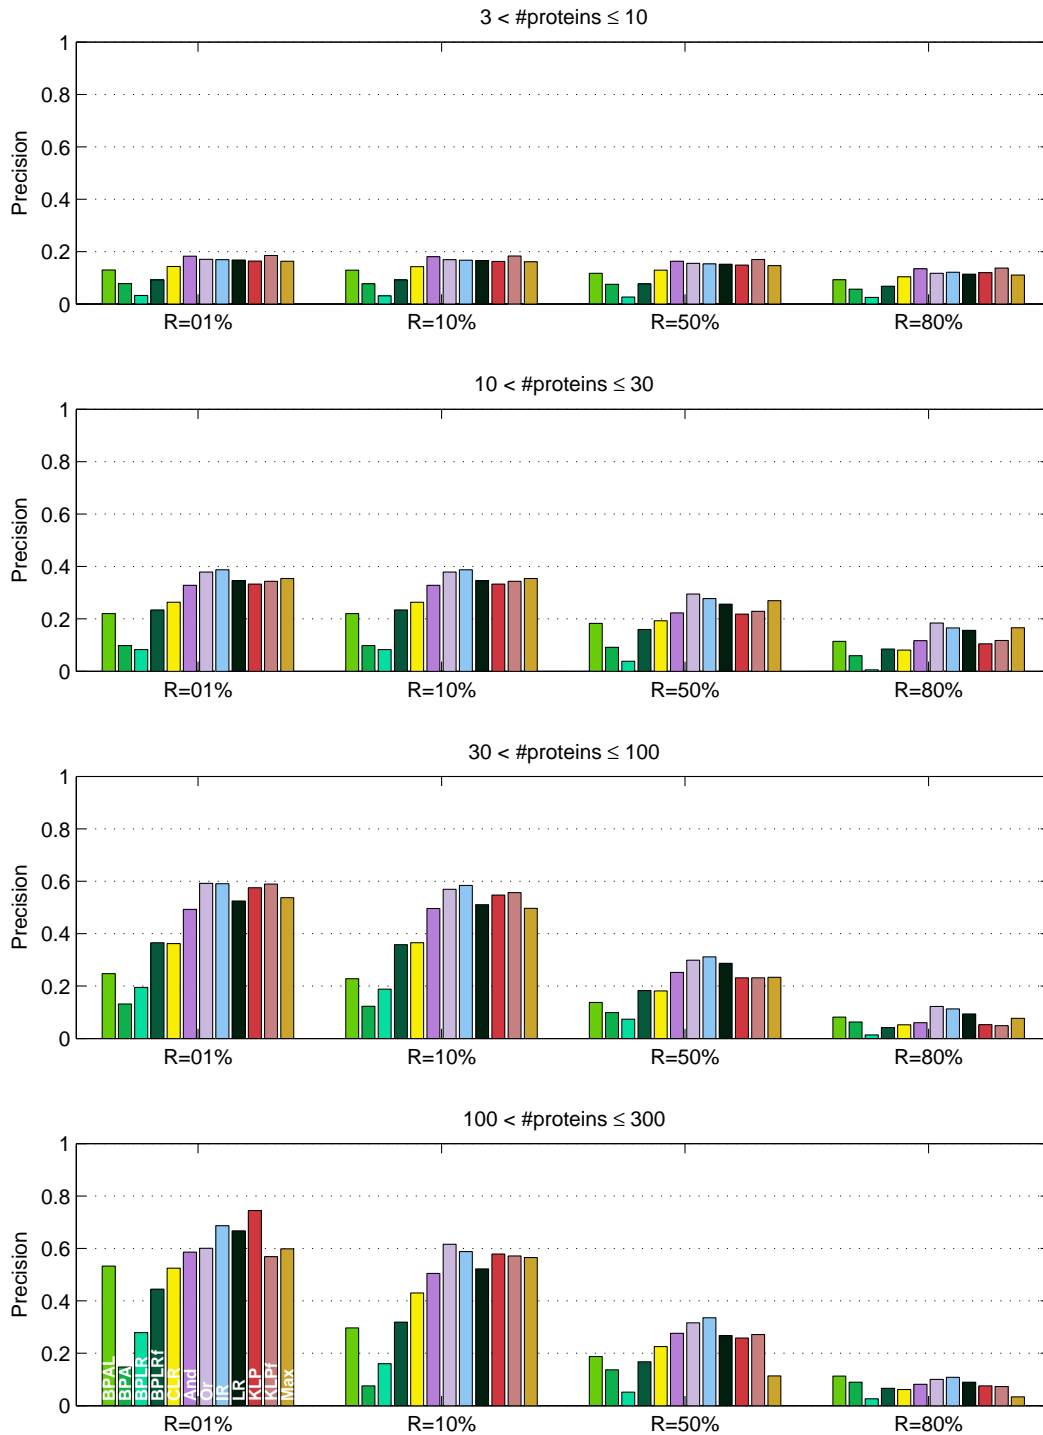 3 < #proteins ≤ 10
1
0.8
0.6
0.4
0.2
0
Precision
R=01% R=10% R=50% R=80%
10 < #proteins ≤ 30
1
0.8
0.6
0.4
0.2
0
Precision
R=01% R=10% R=50% R=80%
30 < #proteins ≤ 100
1
0.8
0.6
0.4
0.2
0
Precision
R=01% R=10% R=50% R=80%
100 < #proteins ≤ 300
1
0.8
0.6
0.4
0.2
0
Precision
BPAL
BPAI
BPLR
BPLRf
CLR
And
Or
IR
LR
KLP
KLPf
Max
R=01% R=10% R=50% R=80%